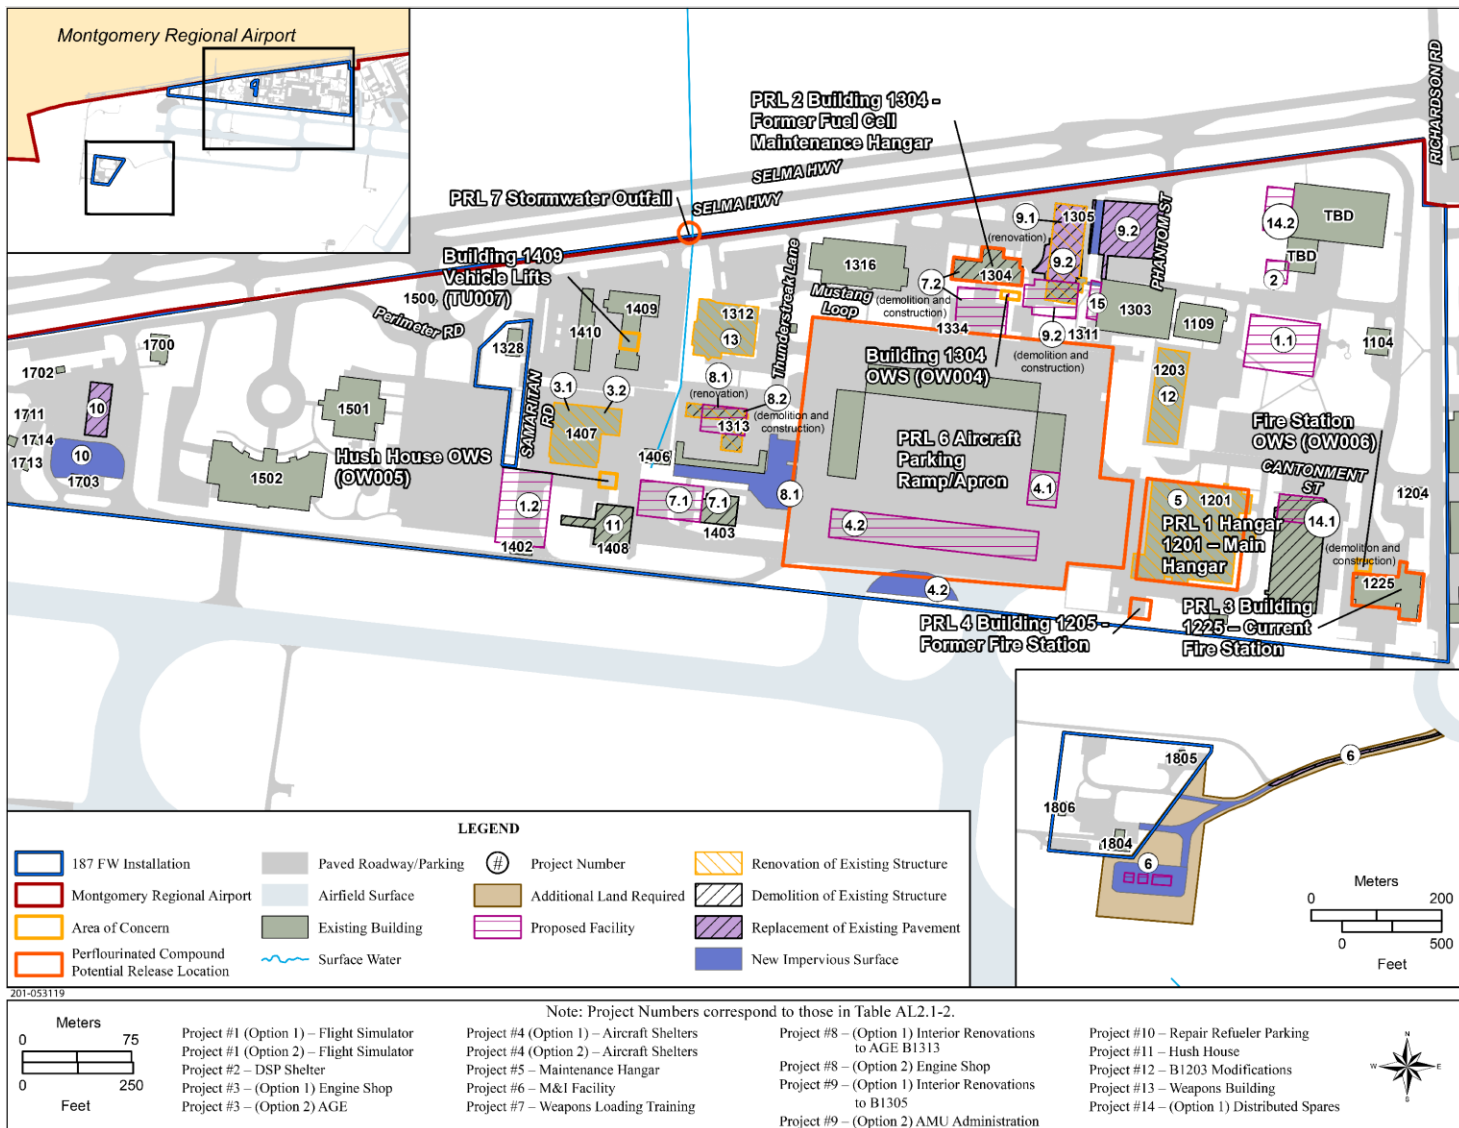 Montgomery Regional Airport
RICHARDSON RD
PRL 2 Building 1304 -
Former Fuel Cell
Maintenance Hangar
SELMA HWY
SELMA HWY
PRL 7 Stormwater Outfall
PHANTOM ST
9.1
1305
(renovation)
9.2
9.2
14.2
TBD
TBD
2
Building 1409
Vehicle Lifts
(TU007)
Thunderstreak Lane
1316
Mustang
Loop
7.2
1304
(demolition and
construction)
1334
15
1303
1109
9.2
1311
(demolition and
construction)
1.1
1104
1500
Perimeter RD
1328
1410
1409
1312
13
Building 1304
OWS (OW004)
1700
1702
10
1711
1714
1713
10
1703
1501
1502
Hush House OWS
(OW005)
SAMARITAN
RD
3.1
3.2
1407
8.1
(renovation)
8.2
(demolition and
construction)
1313
1406
1203
12
Fire Station
OWS (OW006)
CANTONMENT
ST
1204
PRL 6 Aircraft
Parking
Ramp/Apron
4.1
4.2
1.2
1402
11
1408
7.1
7.1
1403
8.1
5
1201
PRL 1 Hangar
1201 – Main
Hangar
14.1
(demolition and
construction)
1225
4.2
PRL 4 Building 1205 -
Former Fire Station
PRL 3 Building
1225 – Current
Fire Station
1805
6
1806
1804
6
Meters
0 200
0 500
Feet
LEGEND
187 FW Installation
Paved Roadway/Parking
# Project Number
Renovation of Existing Structure
Montgomery Regional Airport
Airfield Surface
Additional Land Required
Demolition of Existing Structure
Area of Concern
Existing Building
Proposed Facility
Replacement of Existing Pavement
Perflourinated Compound
Potential Release Location
Surface Water
New Impervious Surface
201-053119
Note: Project Numbers correspond to those in Table AL2.1-2.
Meters
0 75
0 250
Feet
Project #1 (Option 1) – Flight Simulator
Project #1 (Option 2) – Flight Simulator
Project #2 – DSP Shelter
Project #3 – (Option 1) Engine Shop
Project #3 – (Option 2) AGE
Project #4 (Option 1) – Aircraft Shelters
Project #4 (Option 2) – Aircraft Shelters
Project #5 – Maintenance Hangar
Project #6 – M&I Facility
Project #7 – Weapons Loading Training
Project #8 – (Option 1) Interior Renovations
to AGE B1313
Project #8 – (Option 2) Engine Shop
Project #9 – (Option 1) Interior Renovations
to B1305
Project #9 – (Option 2) AMU Administration
Project #10 – Repair Refueler Parking
Project #11 – Hush House
Project #12 – B1203 Modifications
Project #13 – Weapons Building
Project #14 – (Option 1) Distributed Spares
N
W E
S